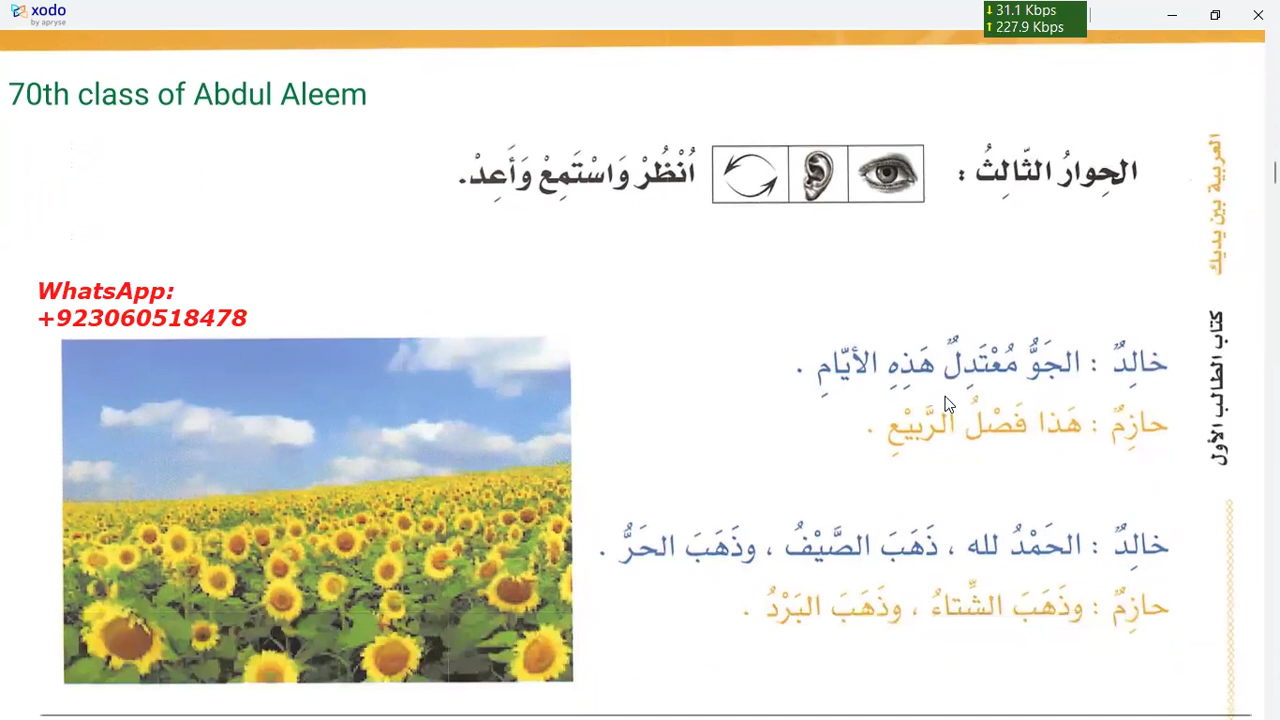 xodo
by apryse
↓ 31.1 Kbps
↑ 227.9 Kbps
70th class of Abdul Aleem
الحِوارُ الثّالِثُ : اُنْظُرْ وَاسْتَمِعْ وَأَعِدْ.
العربية بين يديك
كتاب الطالب الأول
WhatsApp:
+923060518478
خالِدٌ : الجَوُّ مُعْتَدِلٌ هَذِهِ الأيّامِ .
حازِمٌ : هَذا فَصْلُ الرَّبيْعِ .
خالِدٌ : الحَمْدُ لله ، ذَهَبَ الصَّيْفُ ، وذَهَبَ الحَرُّ .
حازِمٌ : وذَهَبَ الشِّتاءُ ، وذَهَبَ البَرْدُ .